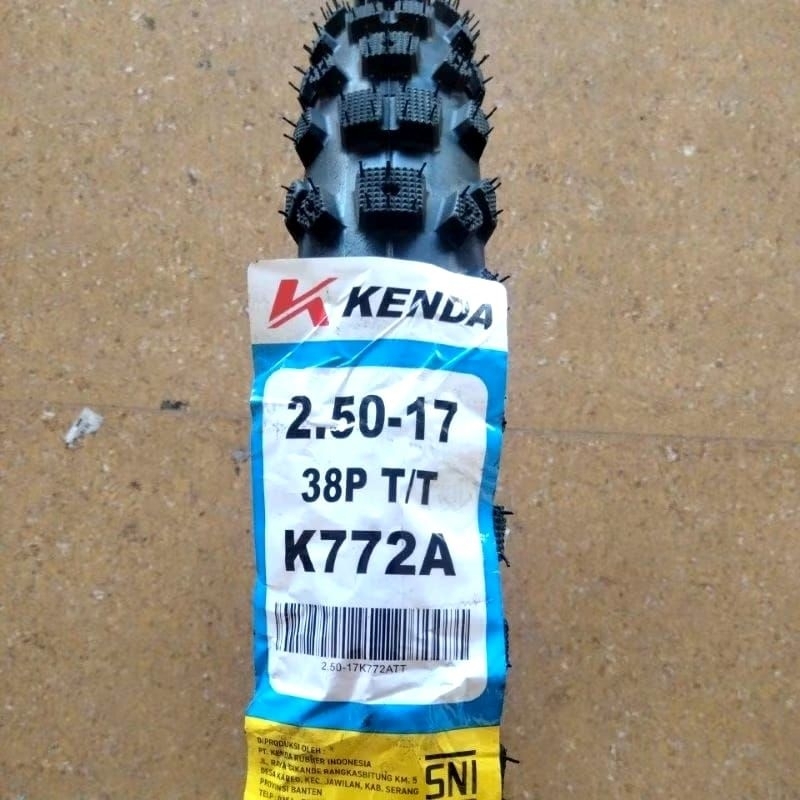 KENDA
2.50-17
38P T/T
K772A
2.50-17K772ATT
DIPRODUKSI OLEH :
PT. KENDA RUBBER INDONESIA
JL. RAYA CIKANDE RANGKASBITUNG KM. 5
DESA KAREO, KEC. JAWILAN, KAB. SERANG
PROVINSI BANTEN
TELP
SNI